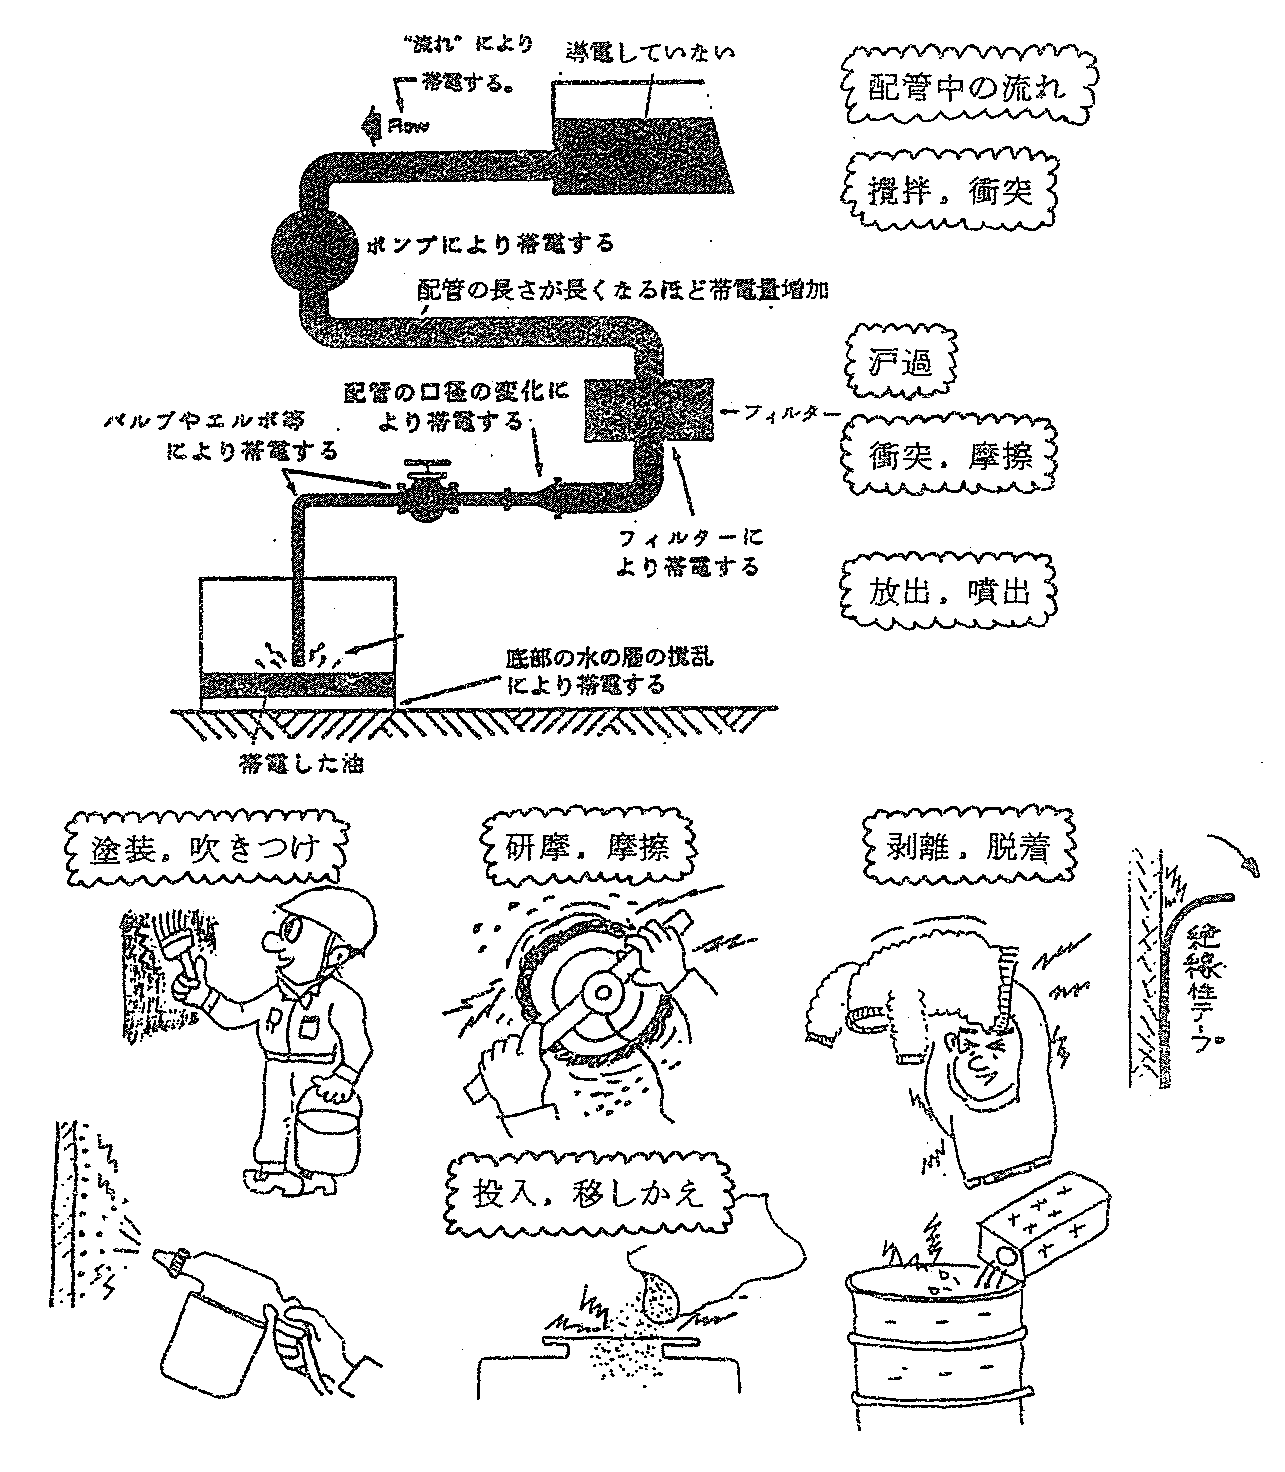 “流れ”により
帯電する。
導電していない
Flow
配管中の流れ
攪拌，衝突
ポンプにより帯電する
配管の長さが長くなるほど帯電量増加
沪過
配管の口径の変化に
より帯電する
←フィルター
バルブやエルボ等
により帯電する
衝突，摩擦
フィルターに
より帯電する
放出，噴出
底部の水の層の撹乱
により帯電する
帯電した油
塗装，吹きつけ
研摩，摩擦
剥離，脱着
絶縁性テープ
投入，移しかえ